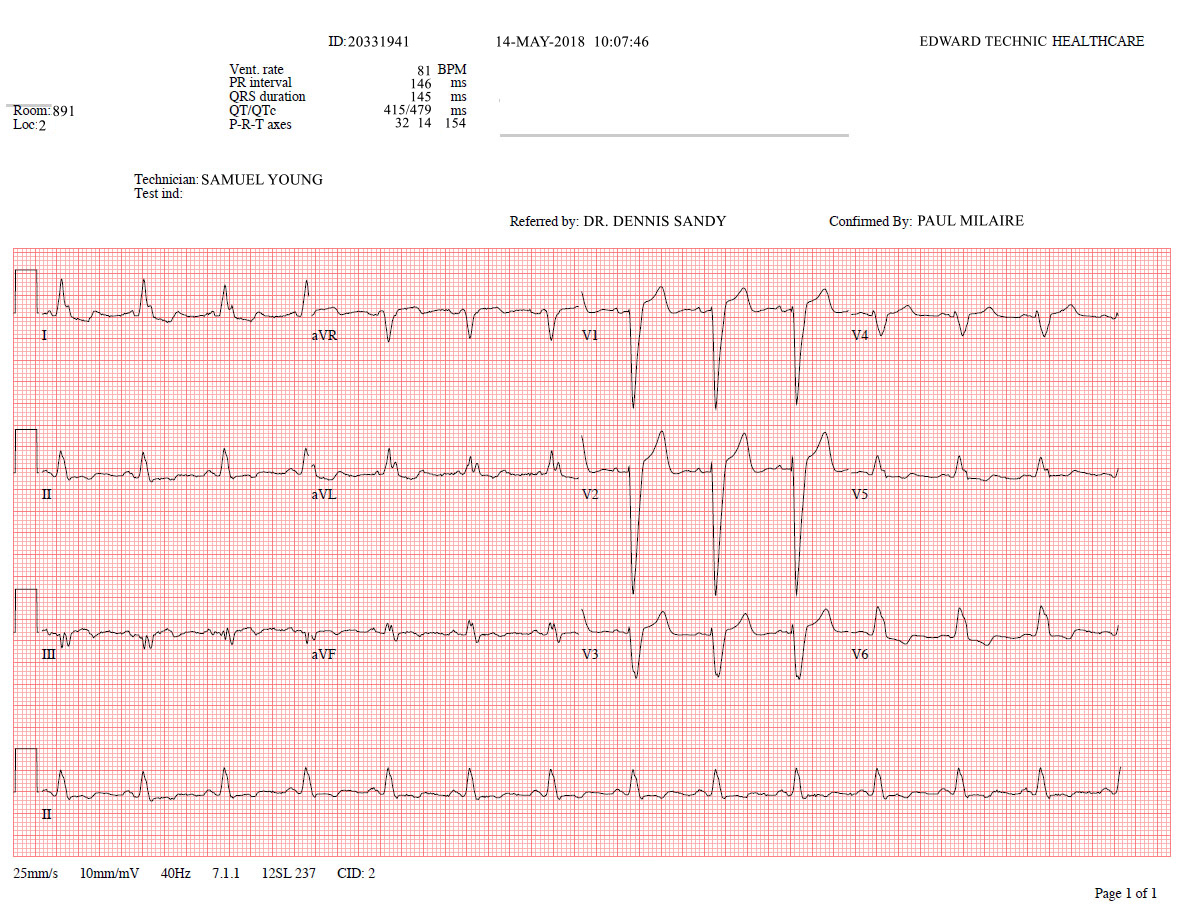 ID:20331941 14-MAY-2018 10:07:46 EDWARD TECHNIC HEALTHCARE
Vent. rate 81 BPM
PR interval 146 ms
QRS duration 145 ms
Room:891 QT/QTc 415/479 ms
Loc:2 P-R-T axes 32 14 154
Technician: SAMUEL YOUNG
Test ind:
Referred by: DR. DENNIS SANDY Confirmed By: PAUL MILAIRE
I aVR V1 V4
II aVL V2 V5
III aVF V3 V6
II
25mm/s 10mm/mV 40Hz 7.1.1 12SL 237 CID: 2
Page 1 of 1